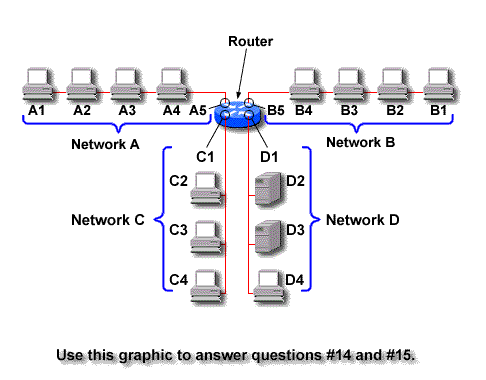 Router
A1 A2 A3 A4 A5 B5 B4 B3 B2 B1
Network A
Network B
C1 D1
C2 D2
Network C
Network D
C3 D3
C4 D4
Use this graphic to answer questions #14 and #15.